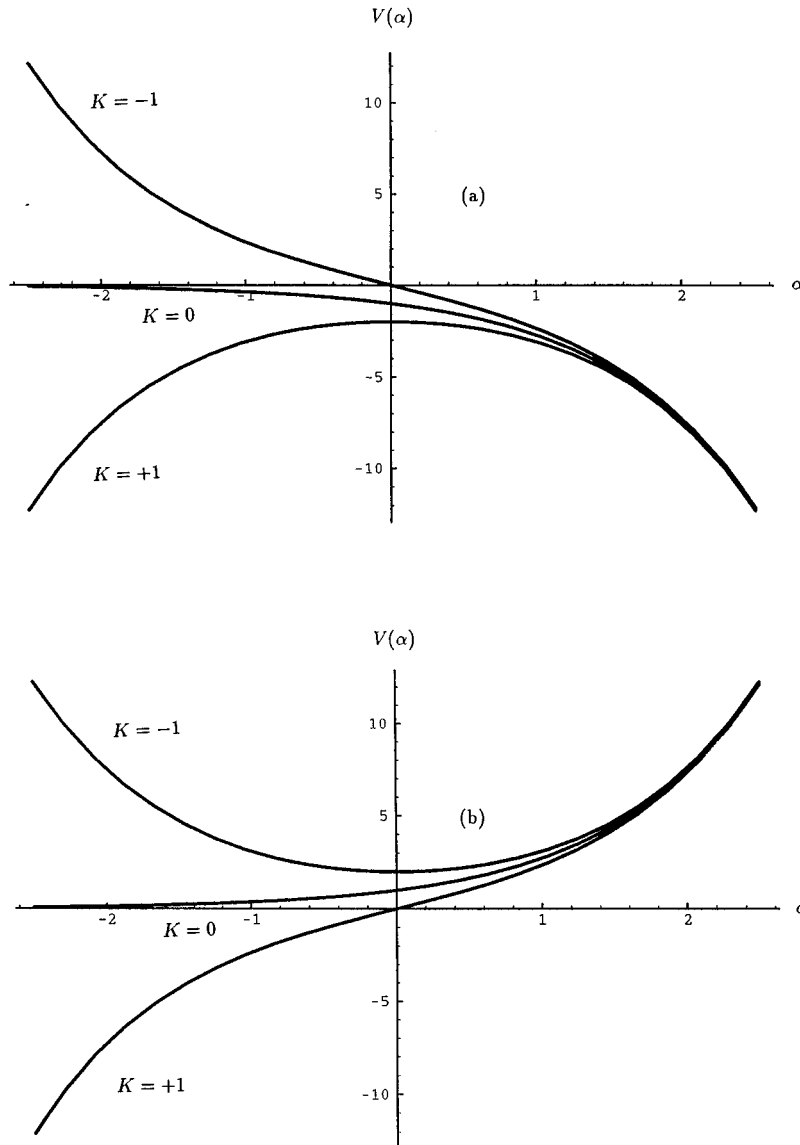 V(α)
10
K = −1
5
(a)
-2
-1
1
2
K = 0
-5
K = +1
-10
V(α)
10
K = −1
5
(b)
-2
-1
1
2
K = 0
-5
K = +1
-10